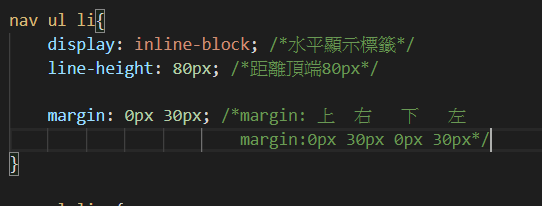 nav ul li{
display: inline-block; /*水平顯示標籤*/
line-height: 80px; /*距離頂端80px*/
margin: 0px 30px; /*margin: 上 右 下 左
margin:0px 30px 0px 30px*/
}